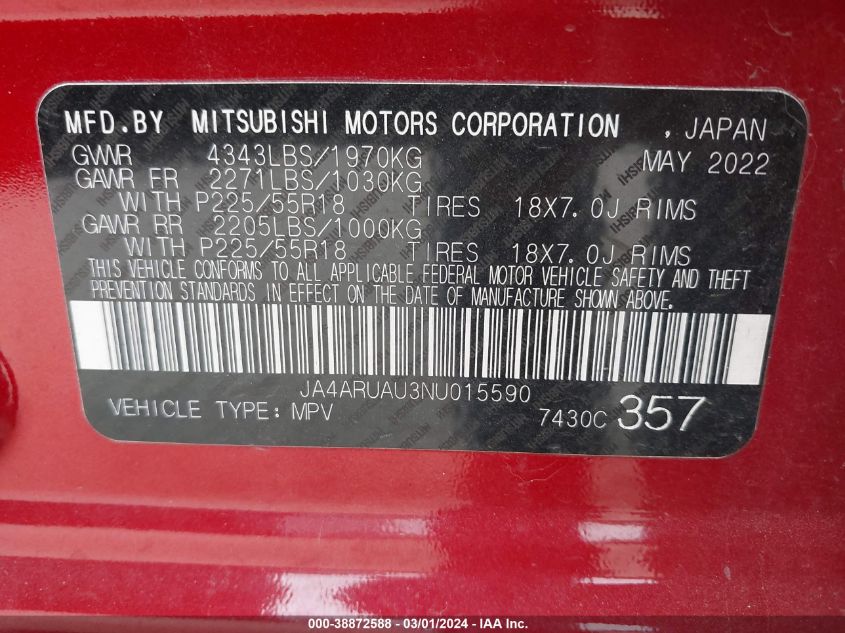 MFD.BY MITSUBISHI MOTORS CORPORATION , JAPAN
GVWR 4343LBS/1970KG MAY 2022
GAWR FR 2271LBS/1030KG
WITH P225/55R18 TIRES 18X7.0J RIMS
GAWR RR 2205LBS/1000KG
WITH P225/55R18 TIRES 18X7.0J RIMS
THIS VEHICLE CONFORMS TO ALL APPLICABLE FEDERAL MOTOR VEHICLE SAFETY AND THEFT
PREVENTION STANDARDS IN EFFECT ON THE DATE OF MANUFACTURE SHOWN ABOVE.
JA4ARUAU3NU015590
VEHICLE TYPE: MPV 7430C 357
000-38872588 - 03/01/2024 - IAA Inc.